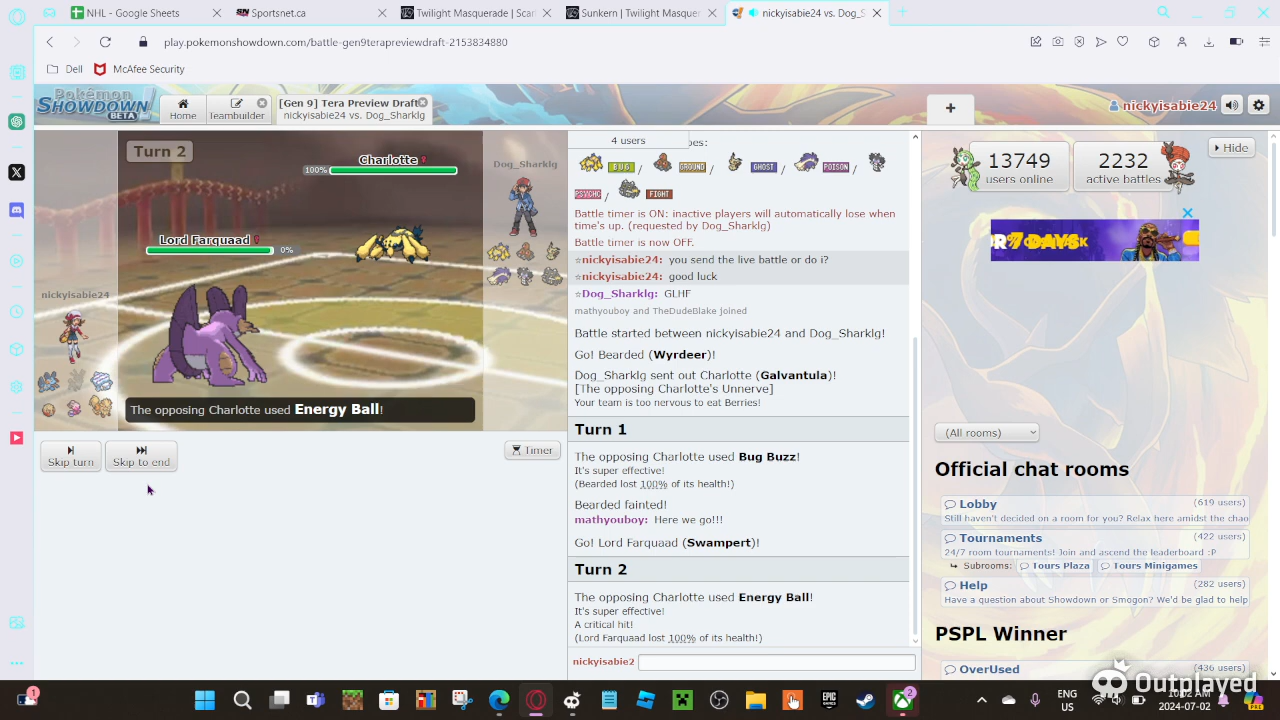 NHL - Google Sheets
Sportsnet.ca
Twilight Masquerade | Scar
Sunkern | Twilight Masquer
nickyisabie24 vs. Dog_S
play.pokemonshowdown.com/battle-gen9terapreviewdraft-2153834880
Dell
McAfee Security
Pokémon
SHOWDOWN!
BETA
Home
Teambuilder
[Gen 9] Tera Preview Draft
nickyisabie24 vs. Dog_Sharklg
+
nickyisabie24
Turn 2
Charlotte
100%
Dog_Sharklg
Lord Farquaad
0%
nickyisabie24
The opposing Charlotte used Energy Ball!
Skip turn
Skip to end
Timer
4 users
pes:
BUG /
GROUND /
GHOST /
POISON /
PSYCHC /
FIGHT
Battle timer is ON: inactive players will automatically lose when
time's up. (requested by Dog_Sharklg)
Battle timer is now OFF.
☆nickyisabie24: you send the live battle or do i?
☆nickyisabie24: good luck
☆Dog_Sharklg: GLHF
mathyouboy and TheDudeBlake joined
Battle started between nickyisabie24 and Dog_Sharklg!
Go! Bearded (Wyrdeer)!
Dog_Sharklg sent out Charlotte (Galvantula)!
[The opposing Charlotte's Unnerve]
Your team is too nervous to eat Berries!
Turn 1
The opposing Charlotte used Bug Buzz!
It's super effective!
(Bearded lost 100% of its health!)
Bearded fainted!
mathyouboy: Here we go!!!
Go! Lord Farquaad (Swampert)!
Turn 2
The opposing Charlotte used Energy Ball!
It's super effective!
A critical hit!
(Lord Farquaad lost 100% of its health!)
nickyisabie2
13749
users online
2232
active battles
Hide
R 7 DAYS
(All rooms)
Official chat rooms
Lobby
(619 users)
Still haven't decided on a room for you? Relax here amidst the chao
Tournaments
(422 users)
24/7 room tournaments! Join and ascend the leaderboard :P
Subrooms: Tours Plaza Tours Minigames
Help
(282 users)
Have a question about Showdown or Smogon? We'd be glad to help
PSPL Winner
OverUsed
(436 users)
Outplayed
1
EPIC
GAMES
2
ENG
US
2024-07-02